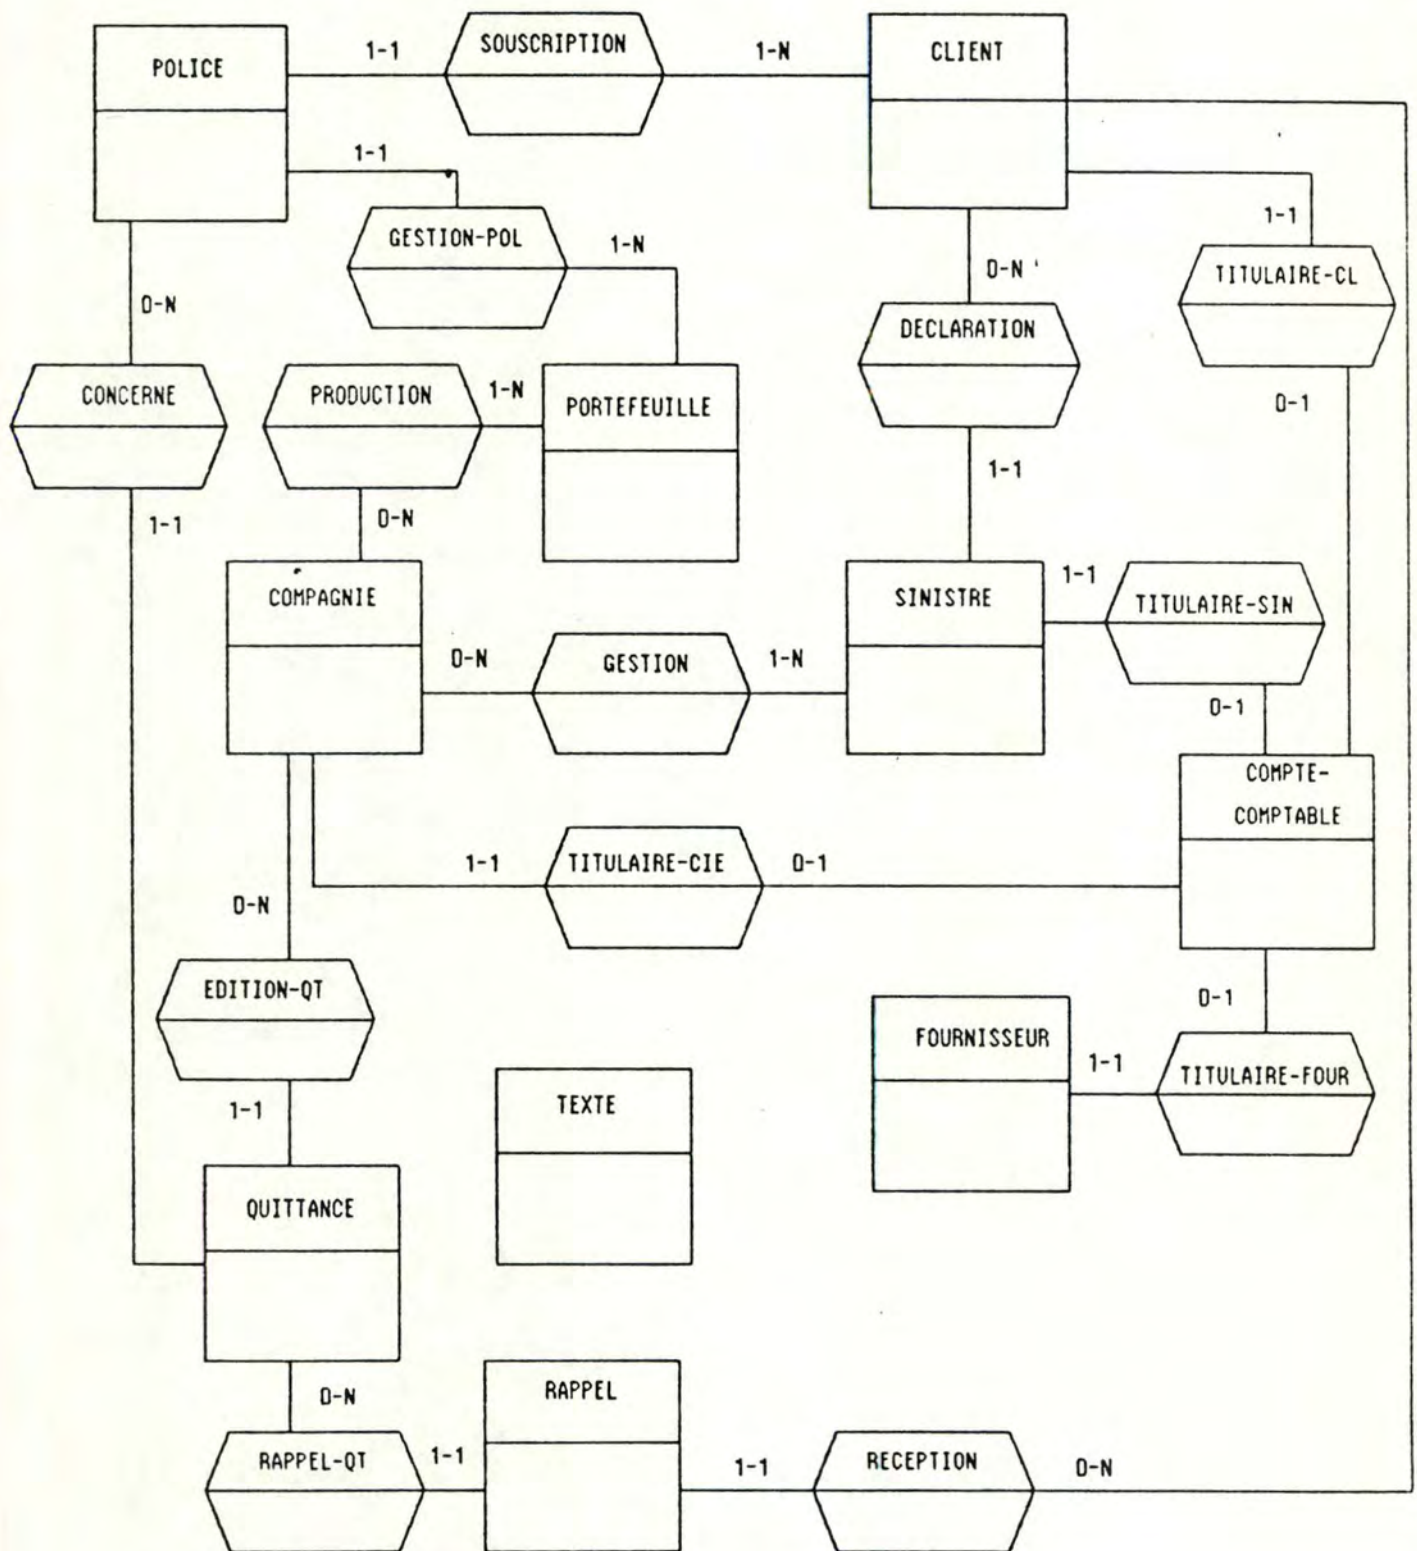 SOUSCRIPTION
CLIENT
POLICE
1-1
1-N
1-1
GESTION-POL
1-N
1-1
TITULAIRE-CL
0-N
0-N
DECLARATION
CONCERNE
PRODUCTION
1-N
PORTEFEUILLE
0-1
1-1
0-N
1-1
COMPAGNIE
SINISTRE
1-1
TITULAIRE-SIN
0-N
GESTION
1-N
0-1
COMPTE-
COMPTABLE
1-1
TITULAIRE-CIE
0-1
0-N
EDITION-QT
0-1
FOURNISSEUR
1-1
TITULAIRE-FOUR
1-1
TEXTE
QUITTANCE
0-N
RAPPEL
RAPPEL-QT
1-1
1-1
RECEPTION
0-N